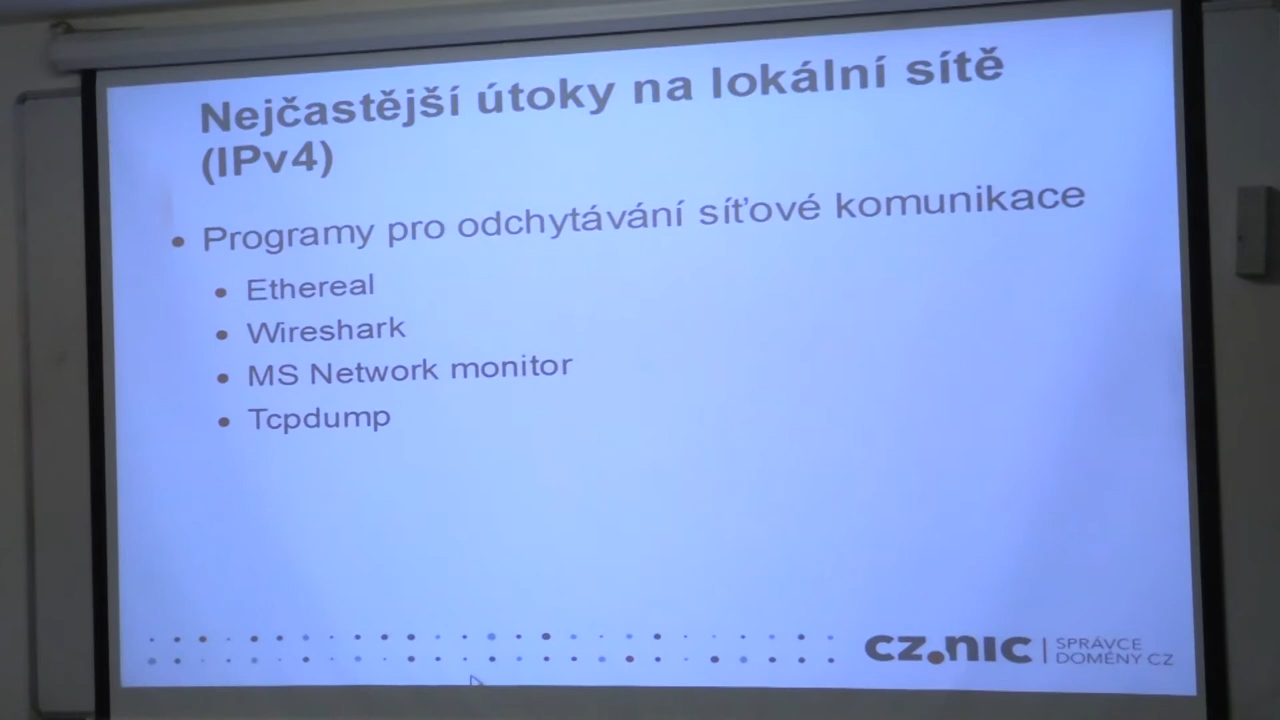 Nejčastější útoky na lokální sítě
(IPv4)
Programy pro odchytávání síťové komunikace
Ethereal
Wireshark
MS Network monitor
Tcpdump
cz.nic | SPRÁVCE
DOMÉNY CZ